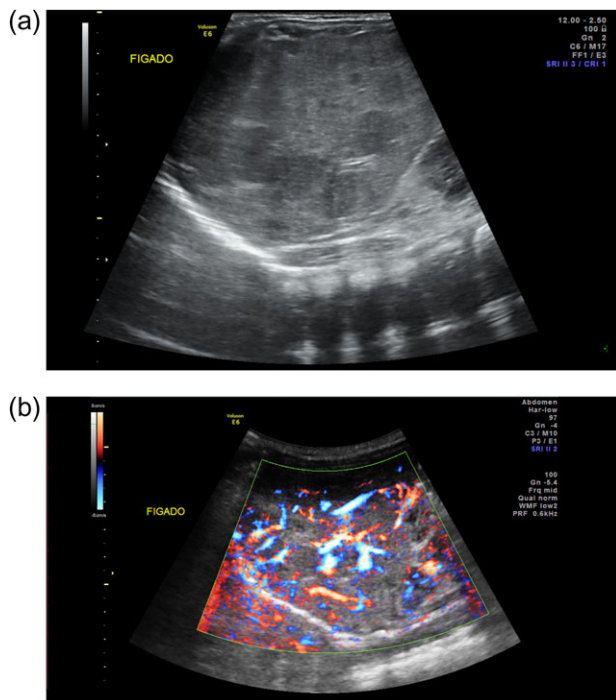 (a)
Voluson
E6
FIGADO
12.00 - 2.50
100
Gn 2
C6 / M17
FF1 / E3
SRI II 3 / CRI 1
(b)
8cm/s
-8cm/s
Voluson
E6
FIGADO
Abdomen
Har-low
97
Gn -4
C3 / M10
P3 / E1
SRI II 2
100
Gn -5.4
Frq mid
Qual norm
WMF low2
PRF 0.6kHz